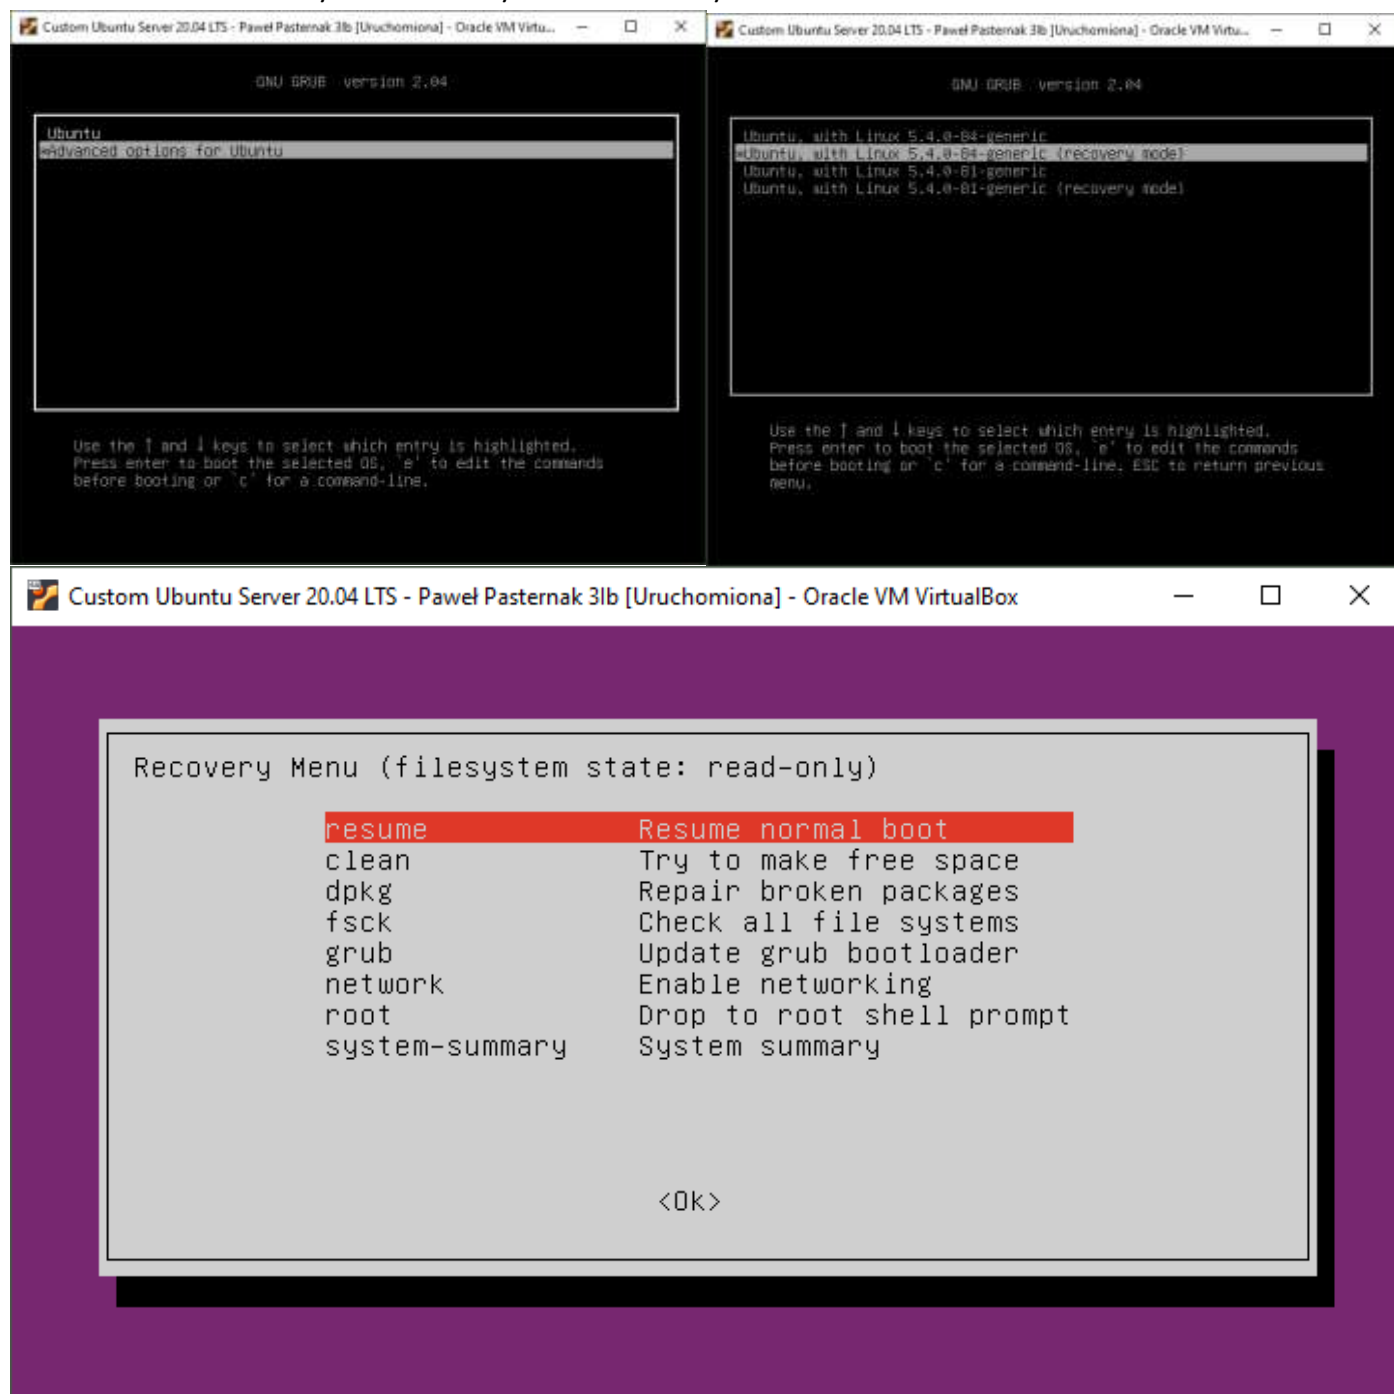 Custom Ubuntu Server 20.04 LTS - Paweł Pasternak 3Ib [Uruchomiona] - Oracle VM Virtu...
GNU GRUB version 2.04
Ubuntu
*Advanced options for Ubuntu
Use the ↑ and ↓ keys to select which entry is highlighted.
Press enter to boot the selected OS, `e' to edit the commands
before booting or `c' for a command-line.
Custom Ubuntu Server 20.04 LTS - Paweł Pasternak 3Ib [Uruchomiona] - Oracle VM Virtu...
GNU GRUB version 2.04
Ubuntu, with Linux 5.4.0-84-generic
*Ubuntu, with Linux 5.4.0-84-generic (recovery mode)
Ubuntu, with Linux 5.4.0-81-generic
Ubuntu, with Linux 5.4.0-81-generic (recovery mode)
Use the ↑ and ↓ keys to select which entry is highlighted.
Press enter to boot the selected OS, `e' to edit the commands
before booting or `c' for a command-line. ESC to return previous
menu.
Custom Ubuntu Server 20.04 LTS - Paweł Pasternak 3Ib [Uruchomiona] - Oracle VM VirtualBox
Recovery Menu (filesystem state: read-only)
resume Resume normal boot
clean Try to make free space
dpkg Repair broken packages
fsck Check all file systems
grub Update grub bootloader
network Enable networking
root Drop to root shell prompt
system-summary System summary
<Ok>